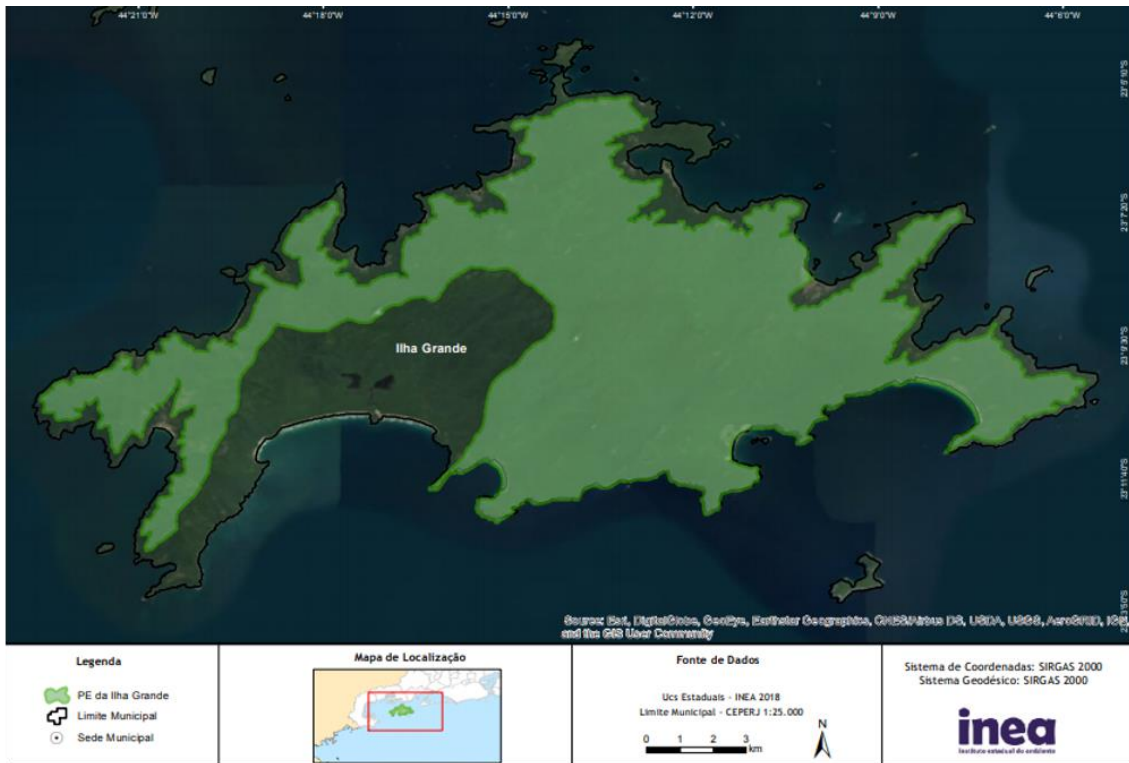 44°21'0"W 44°18'0"W 44°15'0"W 44°12'0"W 44°9'0"W 44°6'0"W
23°5'10"S
23°7'20"S
23°9'30"S
23°11'40"S
Ilha Grande
Source: Esri, DigitalGlobe, GeoEye, Earthstar Geographics, CNES/Airbus DS, USDA, USGS, AeroGRID, IGN,
and the GIS User Community
Legenda
PE da Ilha Grande
Limite Municipal
Sede Municipal
Mapa de Localização
Fonte de Dados
Ucs Estaduais - INEA 2018
Limite Municipal - CEPERJ 1:25.000
N
0 1 2 3
km
Sistema de Coordenadas: SIRGAS 2000
Sistema Geodésico: SIRGAS 2000
inea
instituto estadual do ambiente